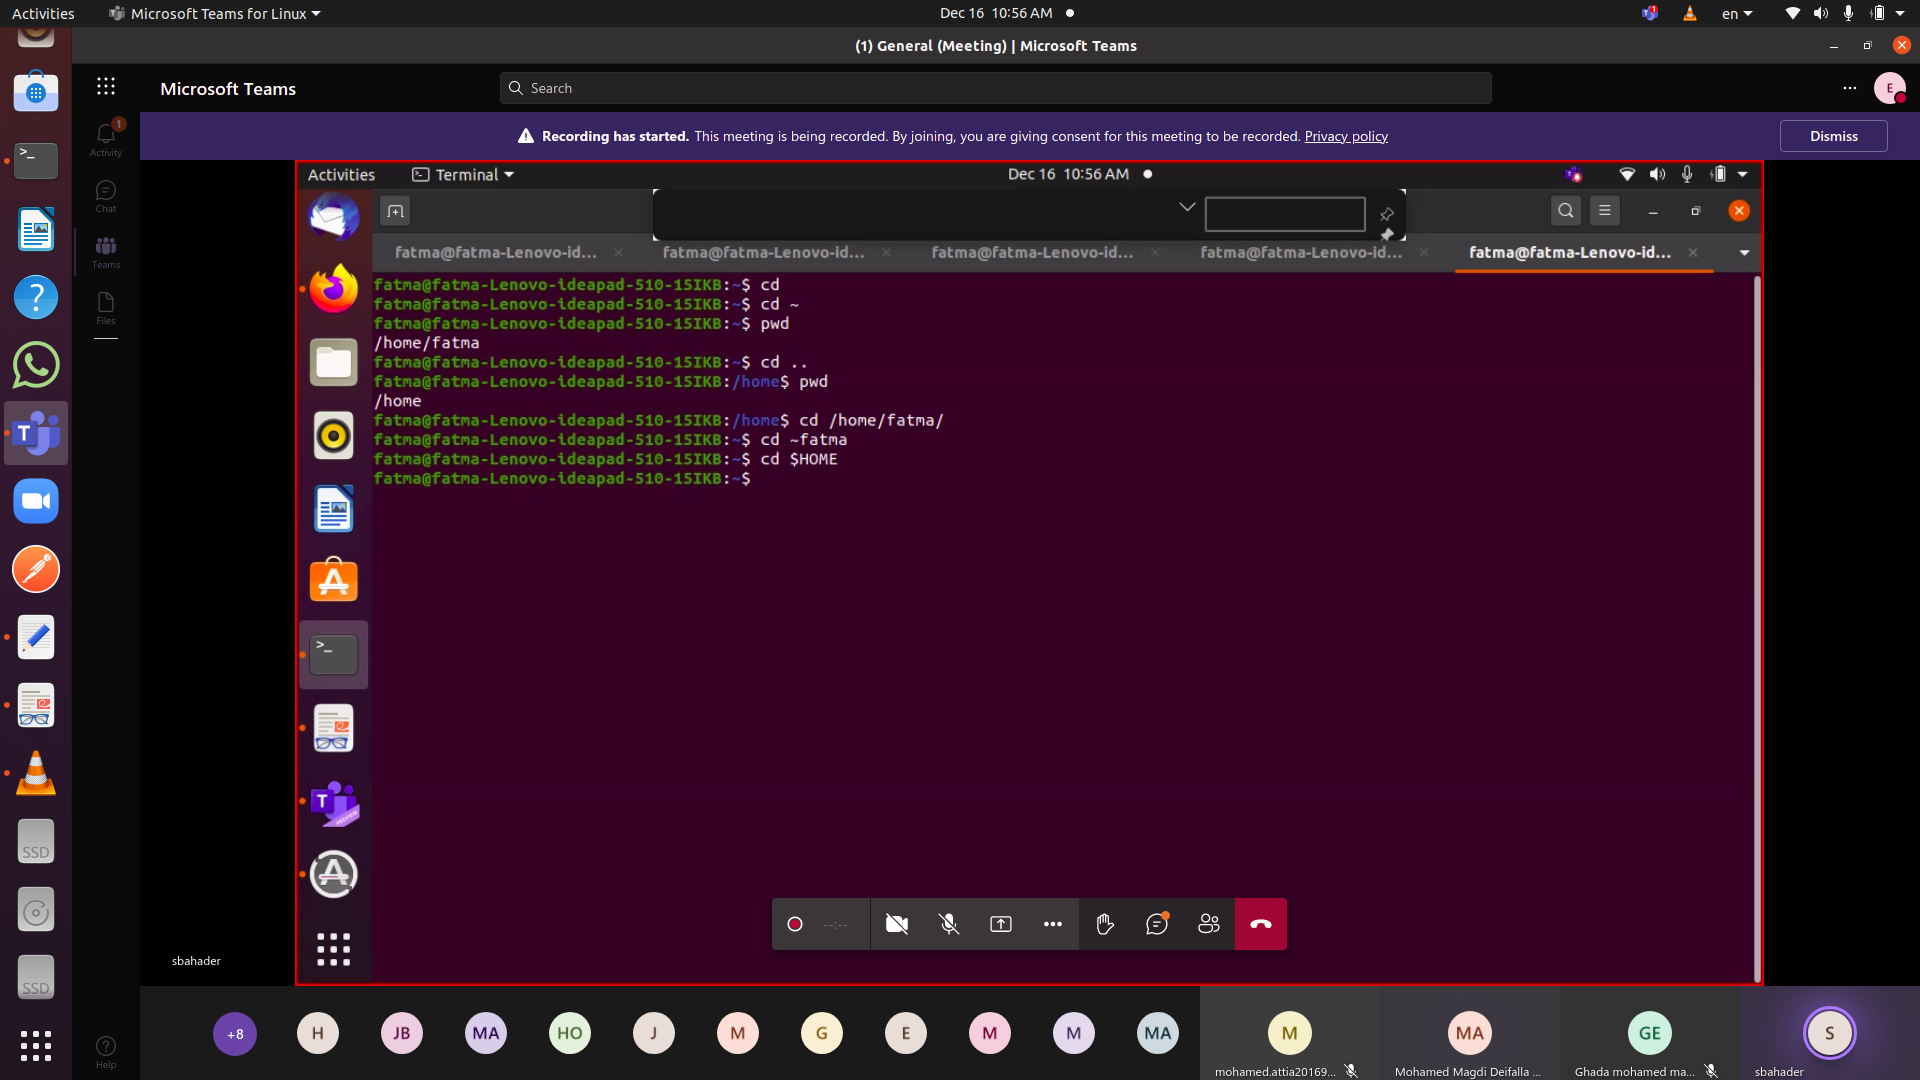 Activities
Microsoft Teams for Linux
Dec 16 10:56 AM
1
en
(1) General (Meeting) | Microsoft Teams
Microsoft Teams
Search
E
Activity
1
Chat
Teams
Files
Help
Recording has started. This meeting is being recorded. By joining, you are giving consent for this meeting to be recorded. Privacy policy
Dismiss
Activities
Terminal
Dec 16 10:56 AM
fatma@fatma-Lenovo-id...
fatma@fatma-Lenovo-id...
fatma@fatma-Lenovo-id...
fatma@fatma-Lenovo-id...
fatma@fatma-Lenovo-id...
fatma@fatma-Lenovo-ideapad-510-15IKB:~$ cd
fatma@fatma-Lenovo-ideapad-510-15IKB:~$ cd ~
fatma@fatma-Lenovo-ideapad-510-15IKB:~$ pwd
/home/fatma
fatma@fatma-Lenovo-ideapad-510-15IKB:~$ cd ..
fatma@fatma-Lenovo-ideapad-510-15IKB:/home$ pwd
/home
fatma@fatma-Lenovo-ideapad-510-15IKB:/home$ cd /home/fatma/
fatma@fatma-Lenovo-ideapad-510-15IKB:~$ cd ~fatma
fatma@fatma-Lenovo-ideapad-510-15IKB:~$ cd $HOME
fatma@fatma-Lenovo-ideapad-510-15IKB:~$
PREVIEW
SSD
SSD
--:--
sbahader
+8
H
JB
MA
HO
J
M
G
E
M
M
MA
M
MA
GE
S
mohamed.attia20169...
Mohamed Magdi Deifalla ...
Ghada mohamed ma...
sbahader